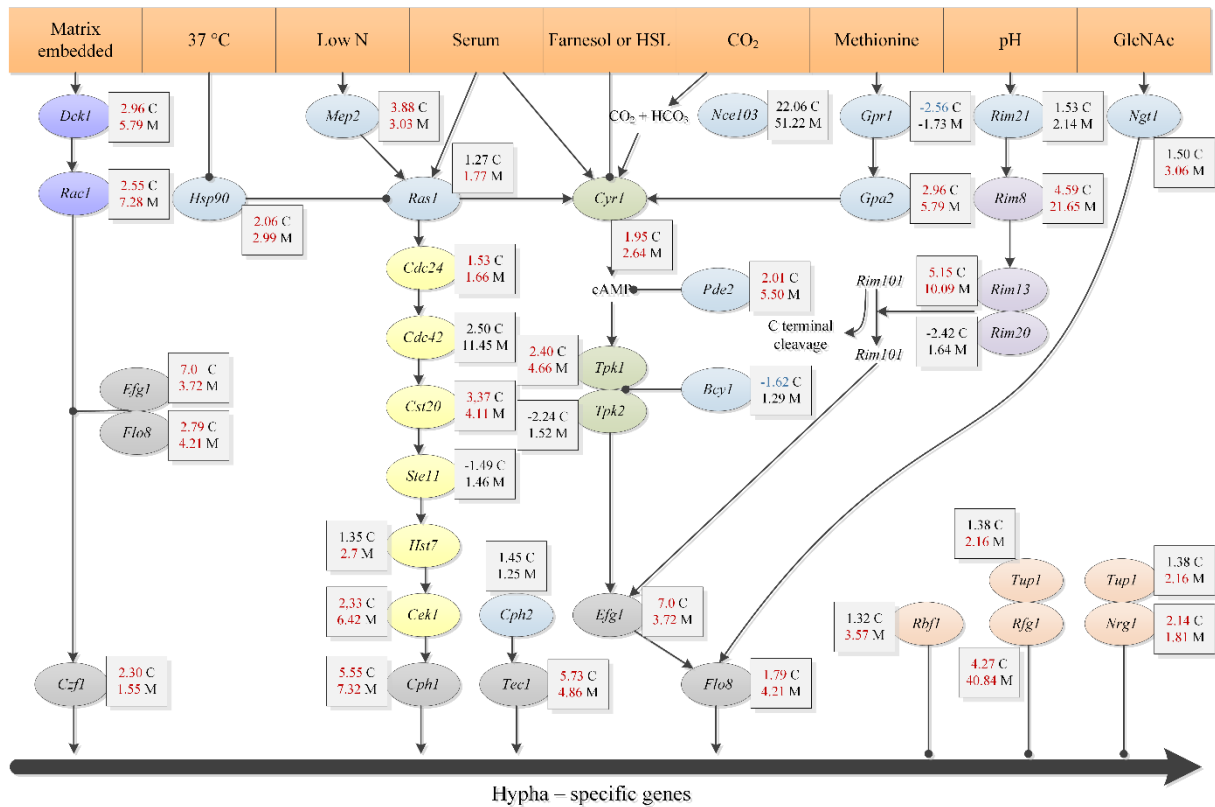 Matrix
embedded
37 °C
Low N
Serum
Farnesol or HSL
CO₂
Methionine
pH
GlcNAc
Dck1
2.96 C
5.79 M
Mep2
3.88 C
3.03 M
CO₂ + HCO₃
Nce103
22.06 C
51.22 M
Gpr1
-2.56 C
-1.73 M
Rim21
1.53 C
2.14 M
Ngt1
1.50 C
3.06 M
Rac1
2.55 C
7.28 M
Hsp90
2.06 C
2.99 M
Ras1
1.27 C
1.77 M
Cyr1
1.95 C
2.64 M
Gpa2
2.96 C
5.79 M
Rim8
4.59 C
21.65 M
Cdc24
1.53 C
1.66 M
cAMP
Pde2
2.01 C
5.50 M
Rim101
C terminal
cleavage
Rim101
5.15 C
10.09 M
Rim13
Rim20
-2.42 C
1.64 M
Cdc42
2.50 C
11.45 M
2.40 C
4.66 M
Tpk1
Tpk2
-2.24 C
1.52 M
Bcy1
-1.62 C
1.29 M
Efg1
7.0 C
3.72 M
Flo8
2.79 C
4.21 M
Cst20
3.37 C
4.11 M
Ste11
-1.49 C
1.46 M
1.35 C
2.7 M
Hst7
2.33 C
6.42 M
Cek1
1.45 C
1.25 M
Cph2
Efg1
7.0 C
3.72 M
1.32 C
3.57 M
Rbf1
1.38 C
2.16 M
Tup1
Rfg1
4.27 C
40.84 M
Tup1
1.38 C
2.16 M
Nrg1
2.14 C
1.81 M
Czf1
2.30 C
1.55 M
5.55 C
7.32 M
Cph1
Tec1
5.73 C
4.86 M
Flo8
1.79 C
4.21 M
Hypha – specific genes